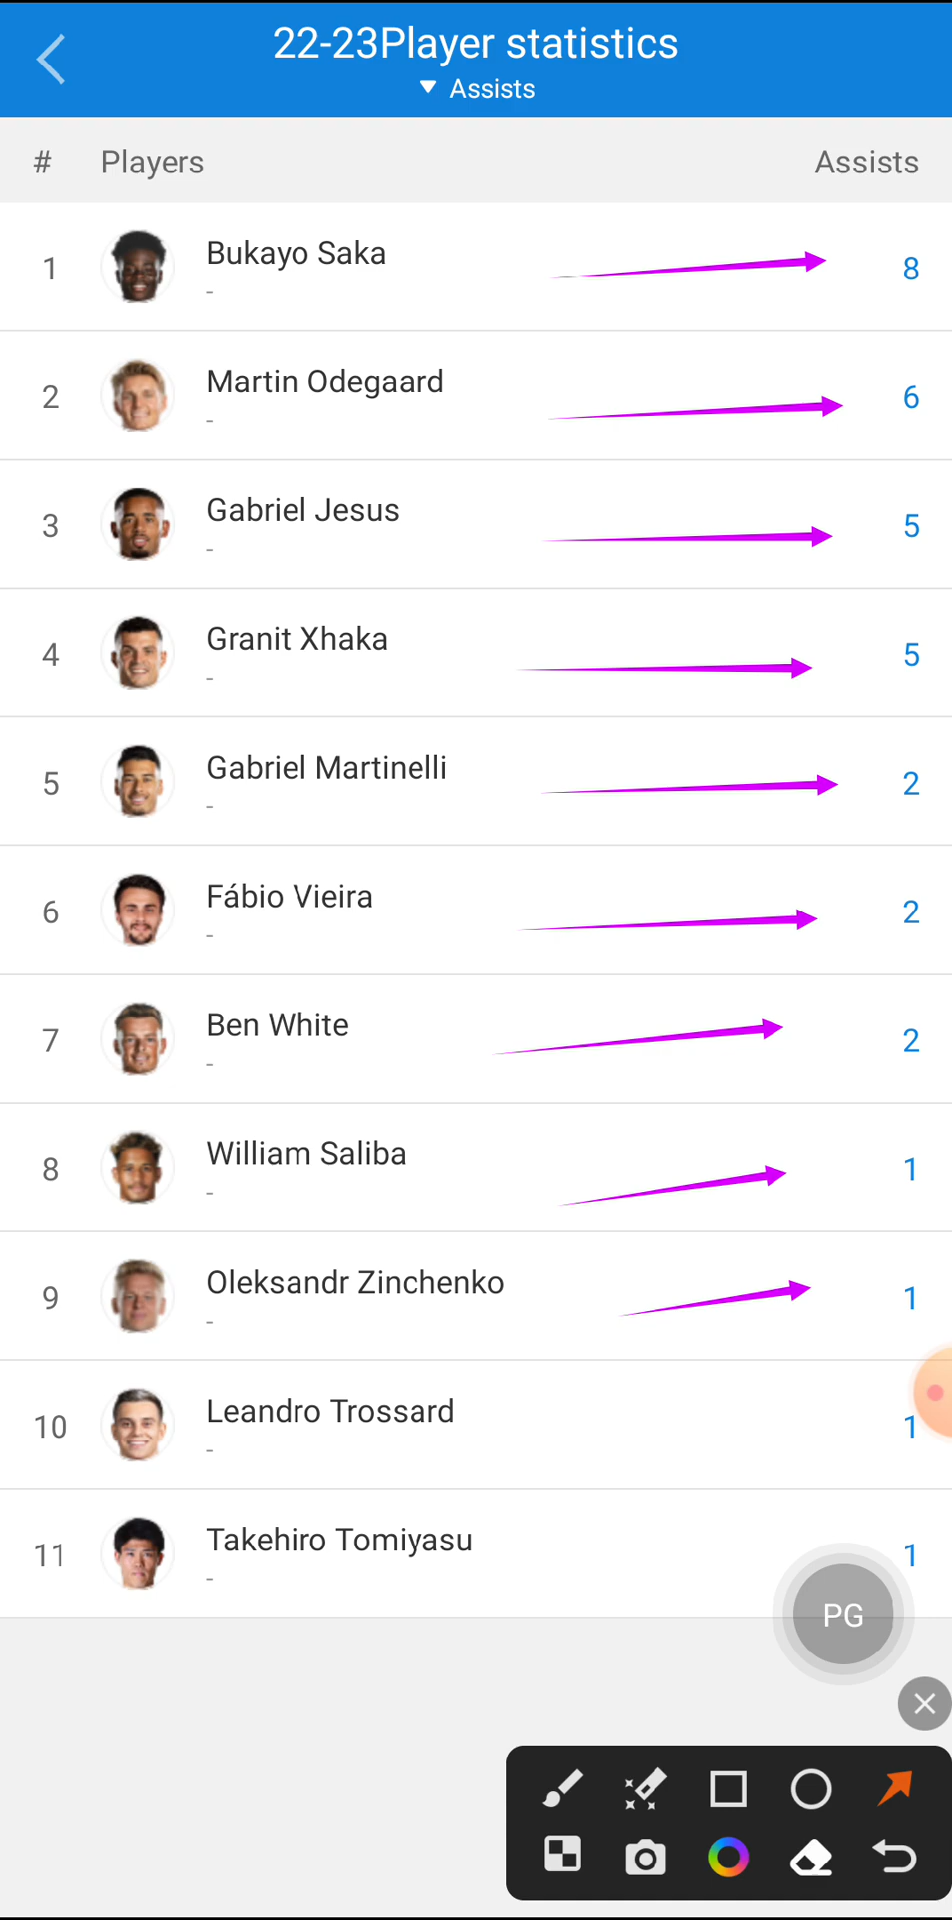 22-23Player statistics
▼ Assists
# Players Assists
1 Bukayo Saka 8
-
2 Martin Odegaard 6
-
3 Gabriel Jesus 5
-
4 Granit Xhaka 5
-
5 Gabriel Martinelli 2
-
6 Fábio Vieira 2
-
7 Ben White 2
-
8 William Saliba 1
-
9 Oleksandr Zinchenko 1
-
10 Leandro Trossard 1
-
11 Takehiro Tomiyasu 1
-
PG